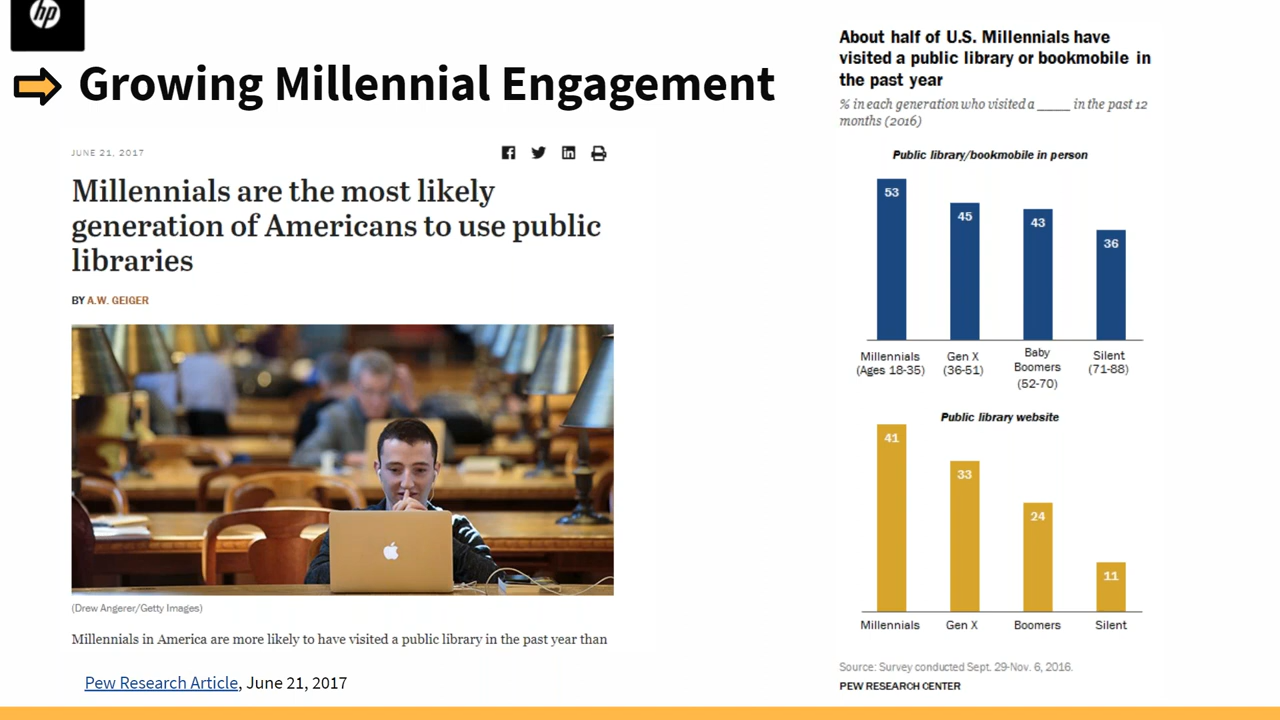 hp
Growing Millennial Engagement
JUNE 21, 2017
Millennials are the most likely
generation of Americans to use public
libraries
BY A.W. GEIGER
(Drew Angerer/Getty Images)
Millennials in America are more likely to have visited a public library in the past year than
Pew Research Article, June 21, 2017
About half of U.S. Millennials have
visited a public library or bookmobile in
the past year
% in each generation who visited a ____ in the past 12
months (2016)
Public library/bookmobile in person
53
45
43
36
Millennials
(Ages 18-35)
Gen X
(36-51)
Baby
Boomers
(52-70)
Silent
(71-88)
Public library website
41
33
24
11
Millennials
Gen X
Boomers
Silent
Source: Survey conducted Sept. 29-Nov. 6, 2016.
PEW RESEARCH CENTER